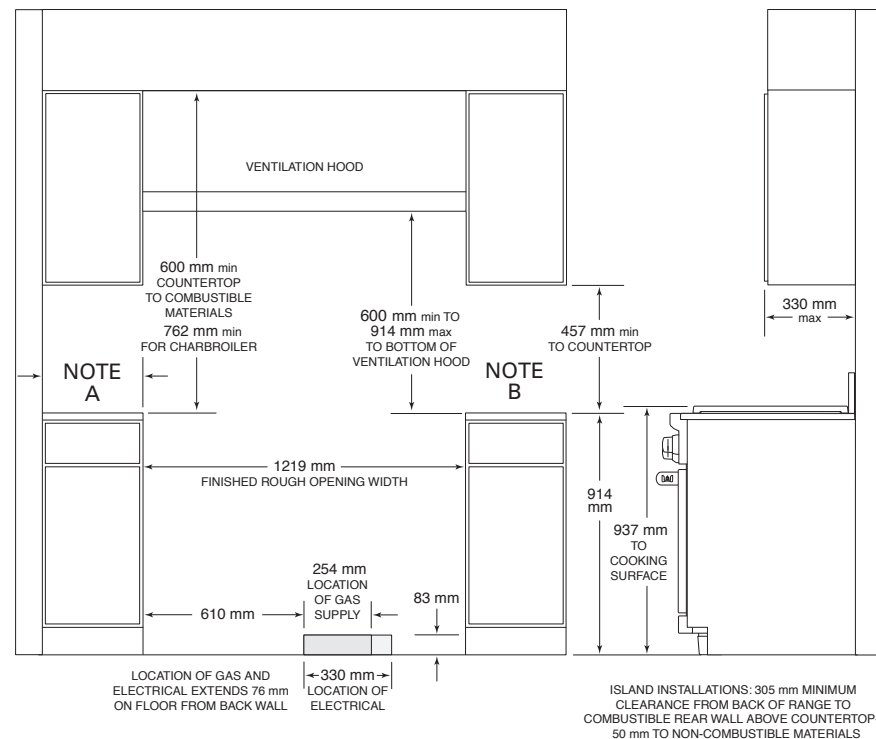 VENTILATION HOOD
600 mm min
COUNTERTOP
TO COMBUSTIBLE
MATERIALS
762 mm min
FOR CHARBROILER
600 mm min TO
914 mm max
TO BOTTOM OF
VENTILATION HOOD
457 mm min
TO COUNTERTOP
330 mm
max
NOTE
A
NOTE
B
1219 mm
FINISHED ROUGH OPENING WIDTH
914
mm
937 mm
TO
COOKING
SURFACE
254 mm
LOCATION
OF GAS
SUPPLY
610 mm
83 mm
LOCATION OF GAS AND
ELECTRICAL EXTENDS 76 mm
ON FLOOR FROM BACK WALL
330 mm
LOCATION OF
ELECTRICAL
ISLAND INSTALLATIONS: 305 mm MINIMUM
CLEARANCE FROM BACK OF RANGE TO
COMBUSTIBLE REAR WALL ABOVE COUNTERTOP
50 mm TO NON-COMBUSTIBLE MATERIALS